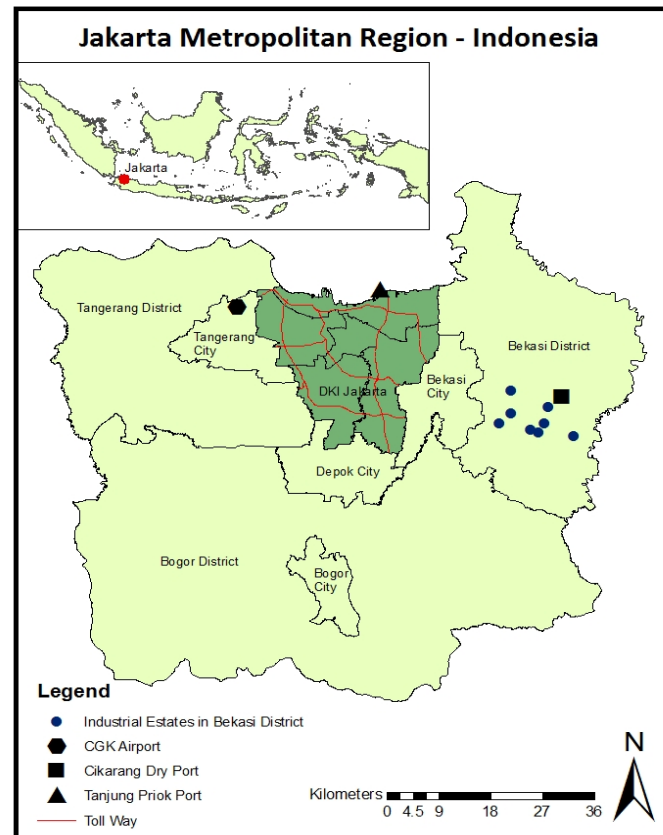 Jakarta Metropolitan Region - Indonesia
Jakarta
Tangerang District
Tangerang
City
Bekasi District
Bekasi
City
DKI Jakarta
Depok City
Bogor District
Bogor
City
Legend
Industrial Estates in Bekasi District
CGK Airport
Cikarang Dry Port
Tanjung Priok Port
Toll Way
N
Kilometers
0 4.5 9 18 27 36